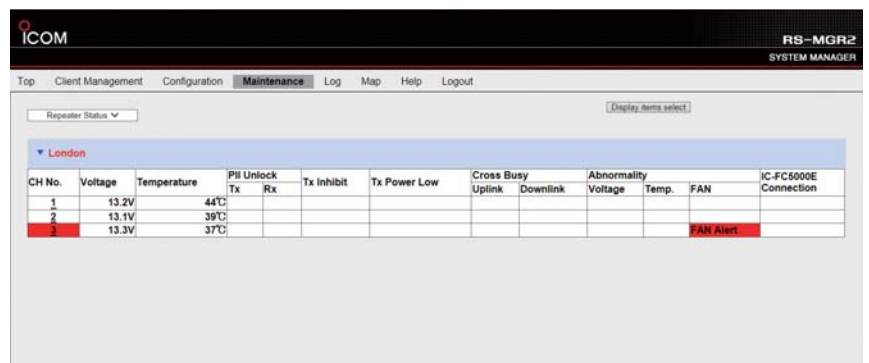 ICOM
RS-MGR2
SYSTEM MANAGER
Top Client Management Configuration Maintenance Log Map Help Logout
Repeater Status Display items select
London
CH No. Voltage Temperature Pll Unlock Tx Inhibit Tx Power Low Cross Busy Abnormality IC-FC5000E Connection
Tx Rx Uplink Downlink Voltage Temp. FAN
1 13.2V 44℃
2 13.1V 39℃
3 13.3V 37℃ FAN Alert